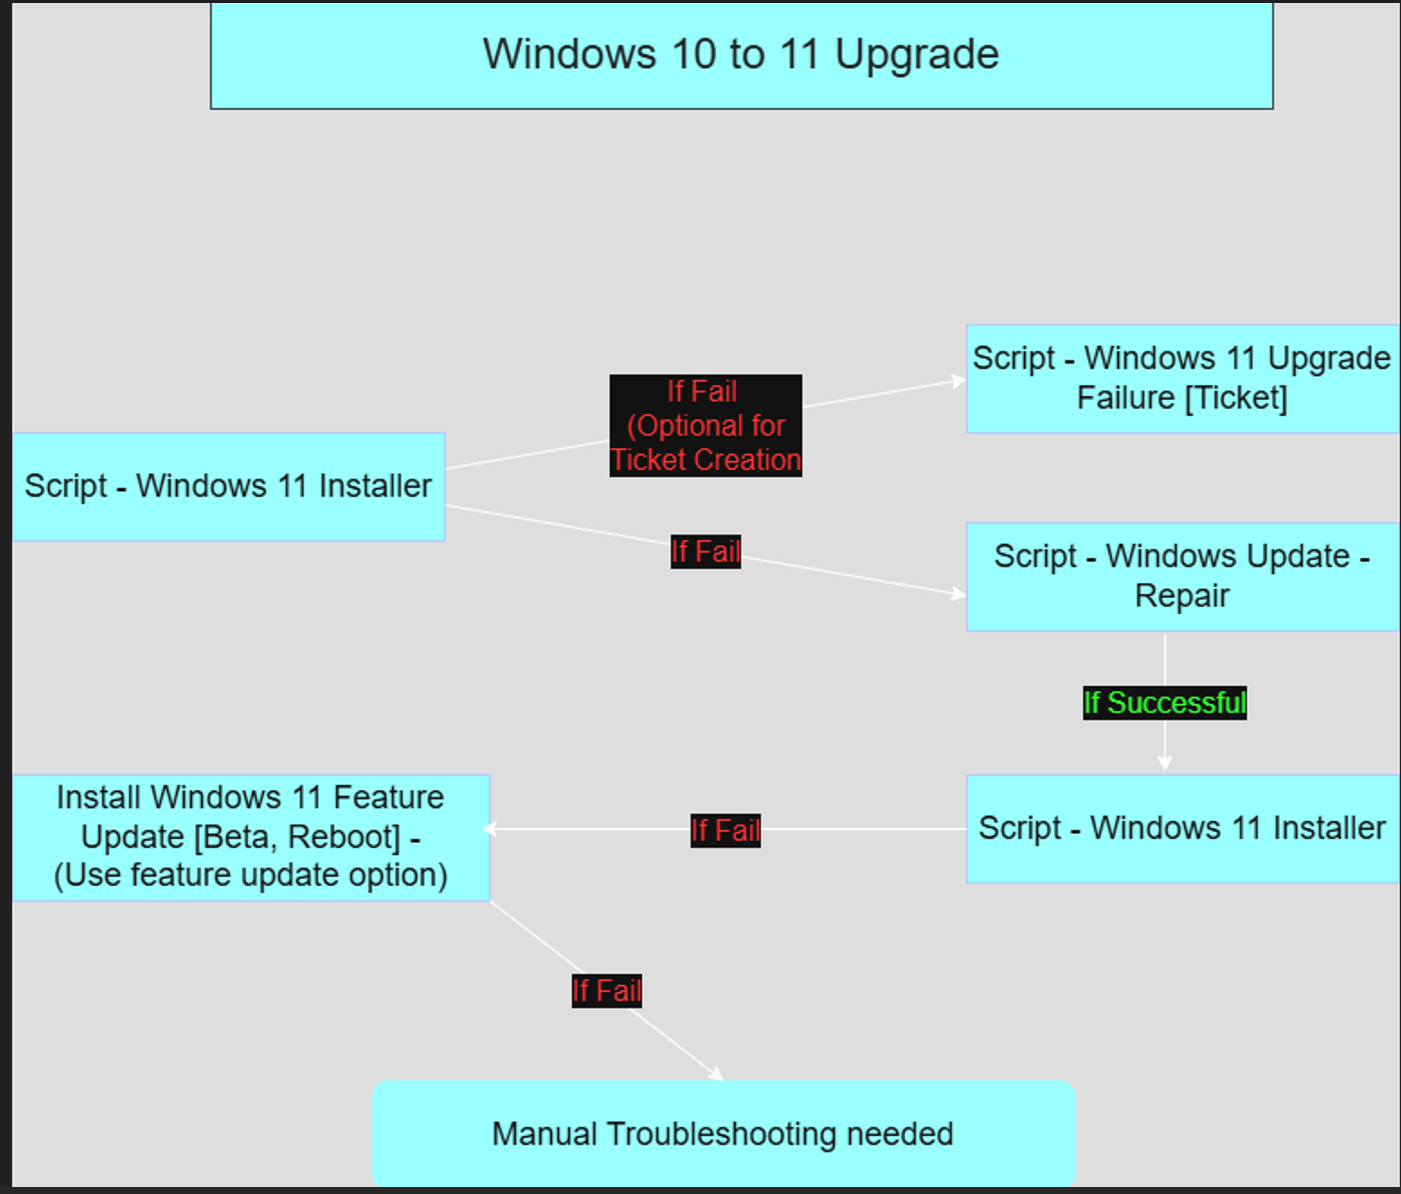 Windows 10 to 11 Upgrade
Script - Windows 11 Upgrade
Failure [Ticket]
If Fail
(Optional for
Ticket Creation
Script - Windows 11 Installer
If Fail
Script - Windows Update -
Repair
If Successful
Install Windows 11 Feature
Update [Beta, Reboot] -
(Use feature update option)
If Fail
Script - Windows 11 Installer
If Fail
Manual Troubleshooting needed